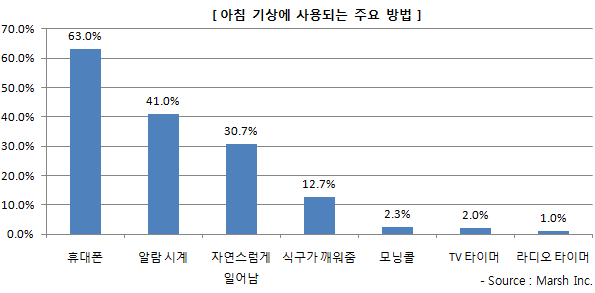 [ 아침 기상에 사용되는 주요 방법 ]
70.0%
60.0%
50.0%
40.0%
30.0%
20.0%
10.0%
0.0%
63.0%
41.0%
30.7%
12.7%
2.3%
2.0%
1.0%
휴대폰
알람 시계
자연스럼게
일어남
식구가 깨워줌
모닝콜
TV 타이머
라디오 타이머
- Source : Marsh Inc.